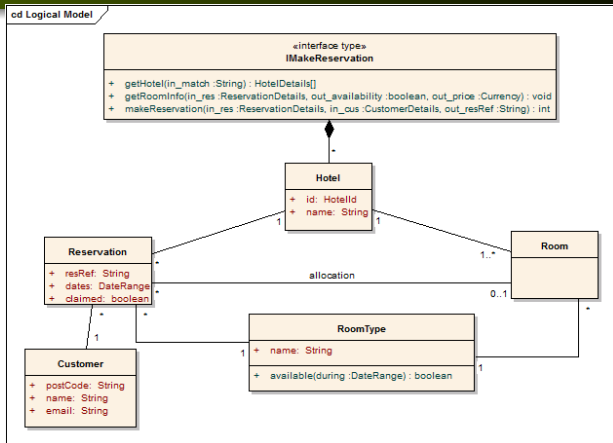 cd Logical Model
«interface type»
IMakeReservation
+ getHotel(in_match :String) : HotelDetails[]
+ getRoomInfo(in_res :ReservationDetails, out_availability :boolean, out_price :Currency) : void
+ makeReservation(in_res :ReservationDetails, in_cus :CustomerDetails, out_resRef :String) : int
*
Hotel
+ id: HotelId
+ name: String
1
1
Reservation
+ resRef: String
+ dates: DateRange
+ claimed: boolean
*
1..*
Room
allocation
*
0..1
*
*
*
1
RoomType
+ name: String
+ available(during :DateRange) : boolean
1
1
Customer
+ postCode: String
+ name: String
+ email: String